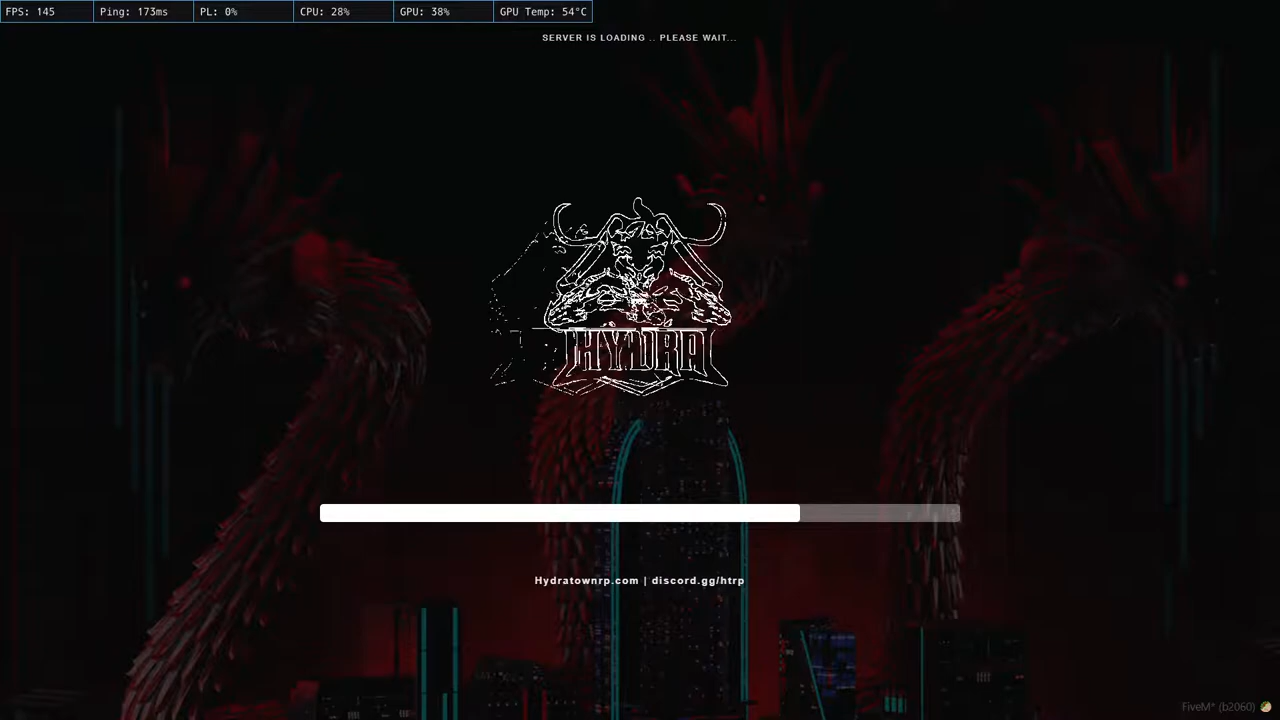 FPS: 145 Ping: 173ms PL: 0% CPU: 28% GPU: 38% GPU Temp: 54°C
SERVER IS LOADING .. PLEASE WAIT...
HYDRA
Hydratownrp.com | discord.gg/htrp
FiveM* (b2060)